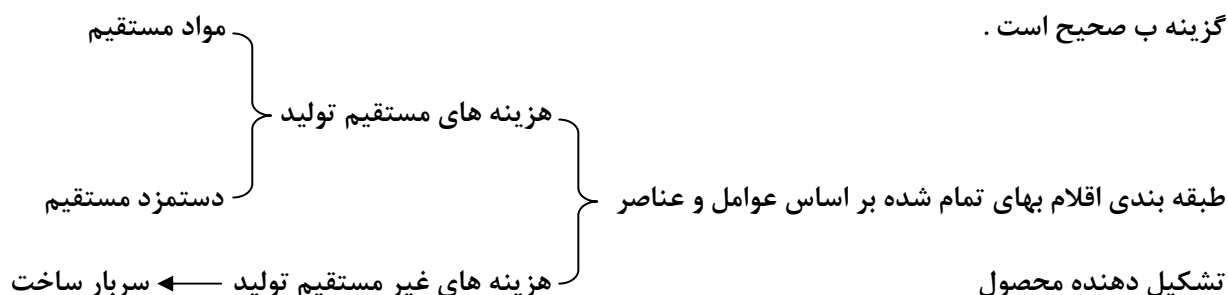 گزینه ب صحیح است .
مواد مستقیم
هزینه های مستقیم تولید
طبقه بندی اقلام بهای تمام شده بر اساس عوامل و عناصر
دستمزد مستقیم
تشکیل دهنده محصول
هزینه های غیر مستقیم تولید
سربار ساخت